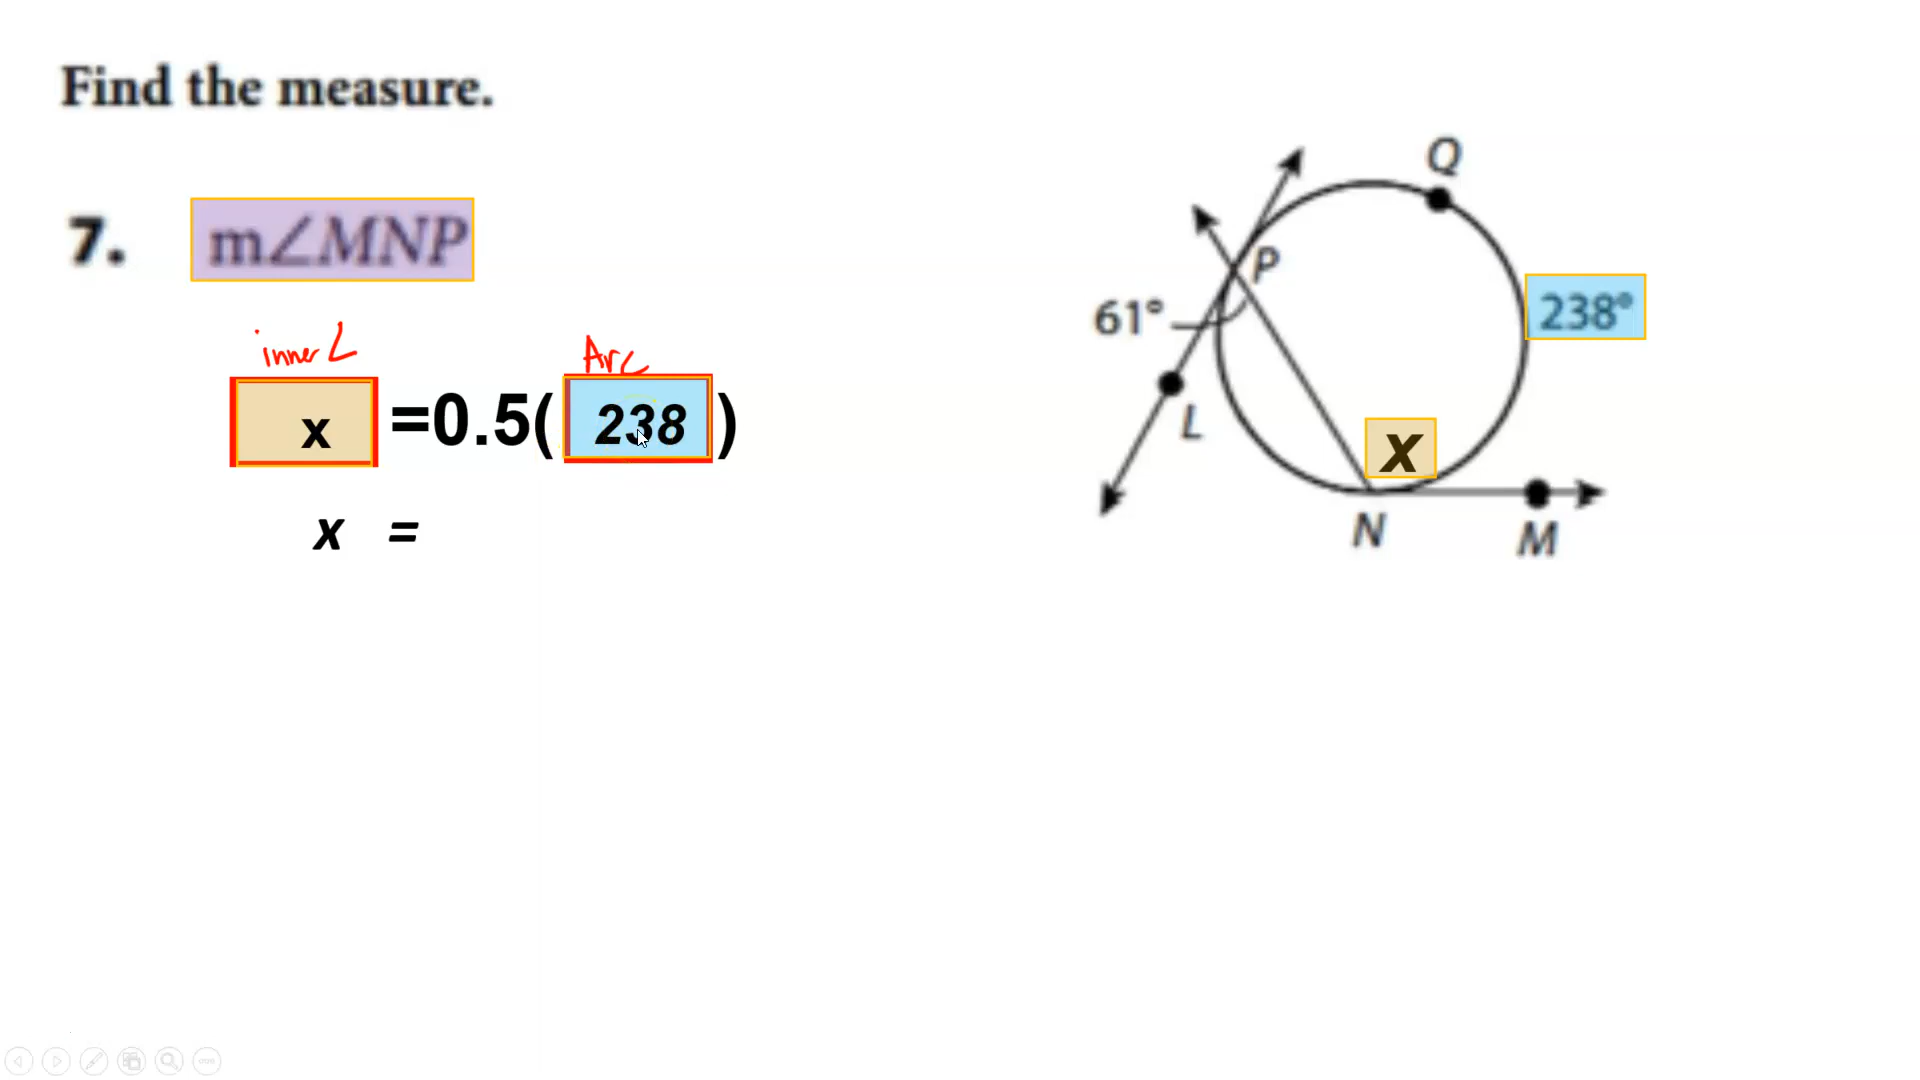 Find the measure.
7. m∠MNP
inner ∠
Arc
x =0.5( 238 )
x =
Q
P
61°
238°
L
x
N
M